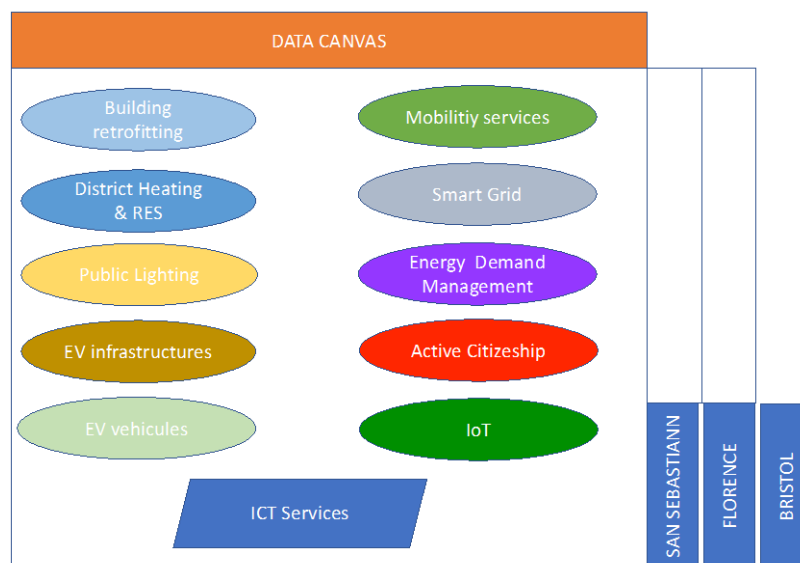 DATA CANVAS
Building
retrofitting
Mobilitiy services
District Heating
& RES
Smart Grid
Public Lighting
Energy Demand
Management
EV infrastructures
Active Citizeship
EV vehicules
IoT
ICT Services
SAN SEBASTIANN
FLORENCE
BRISTOL